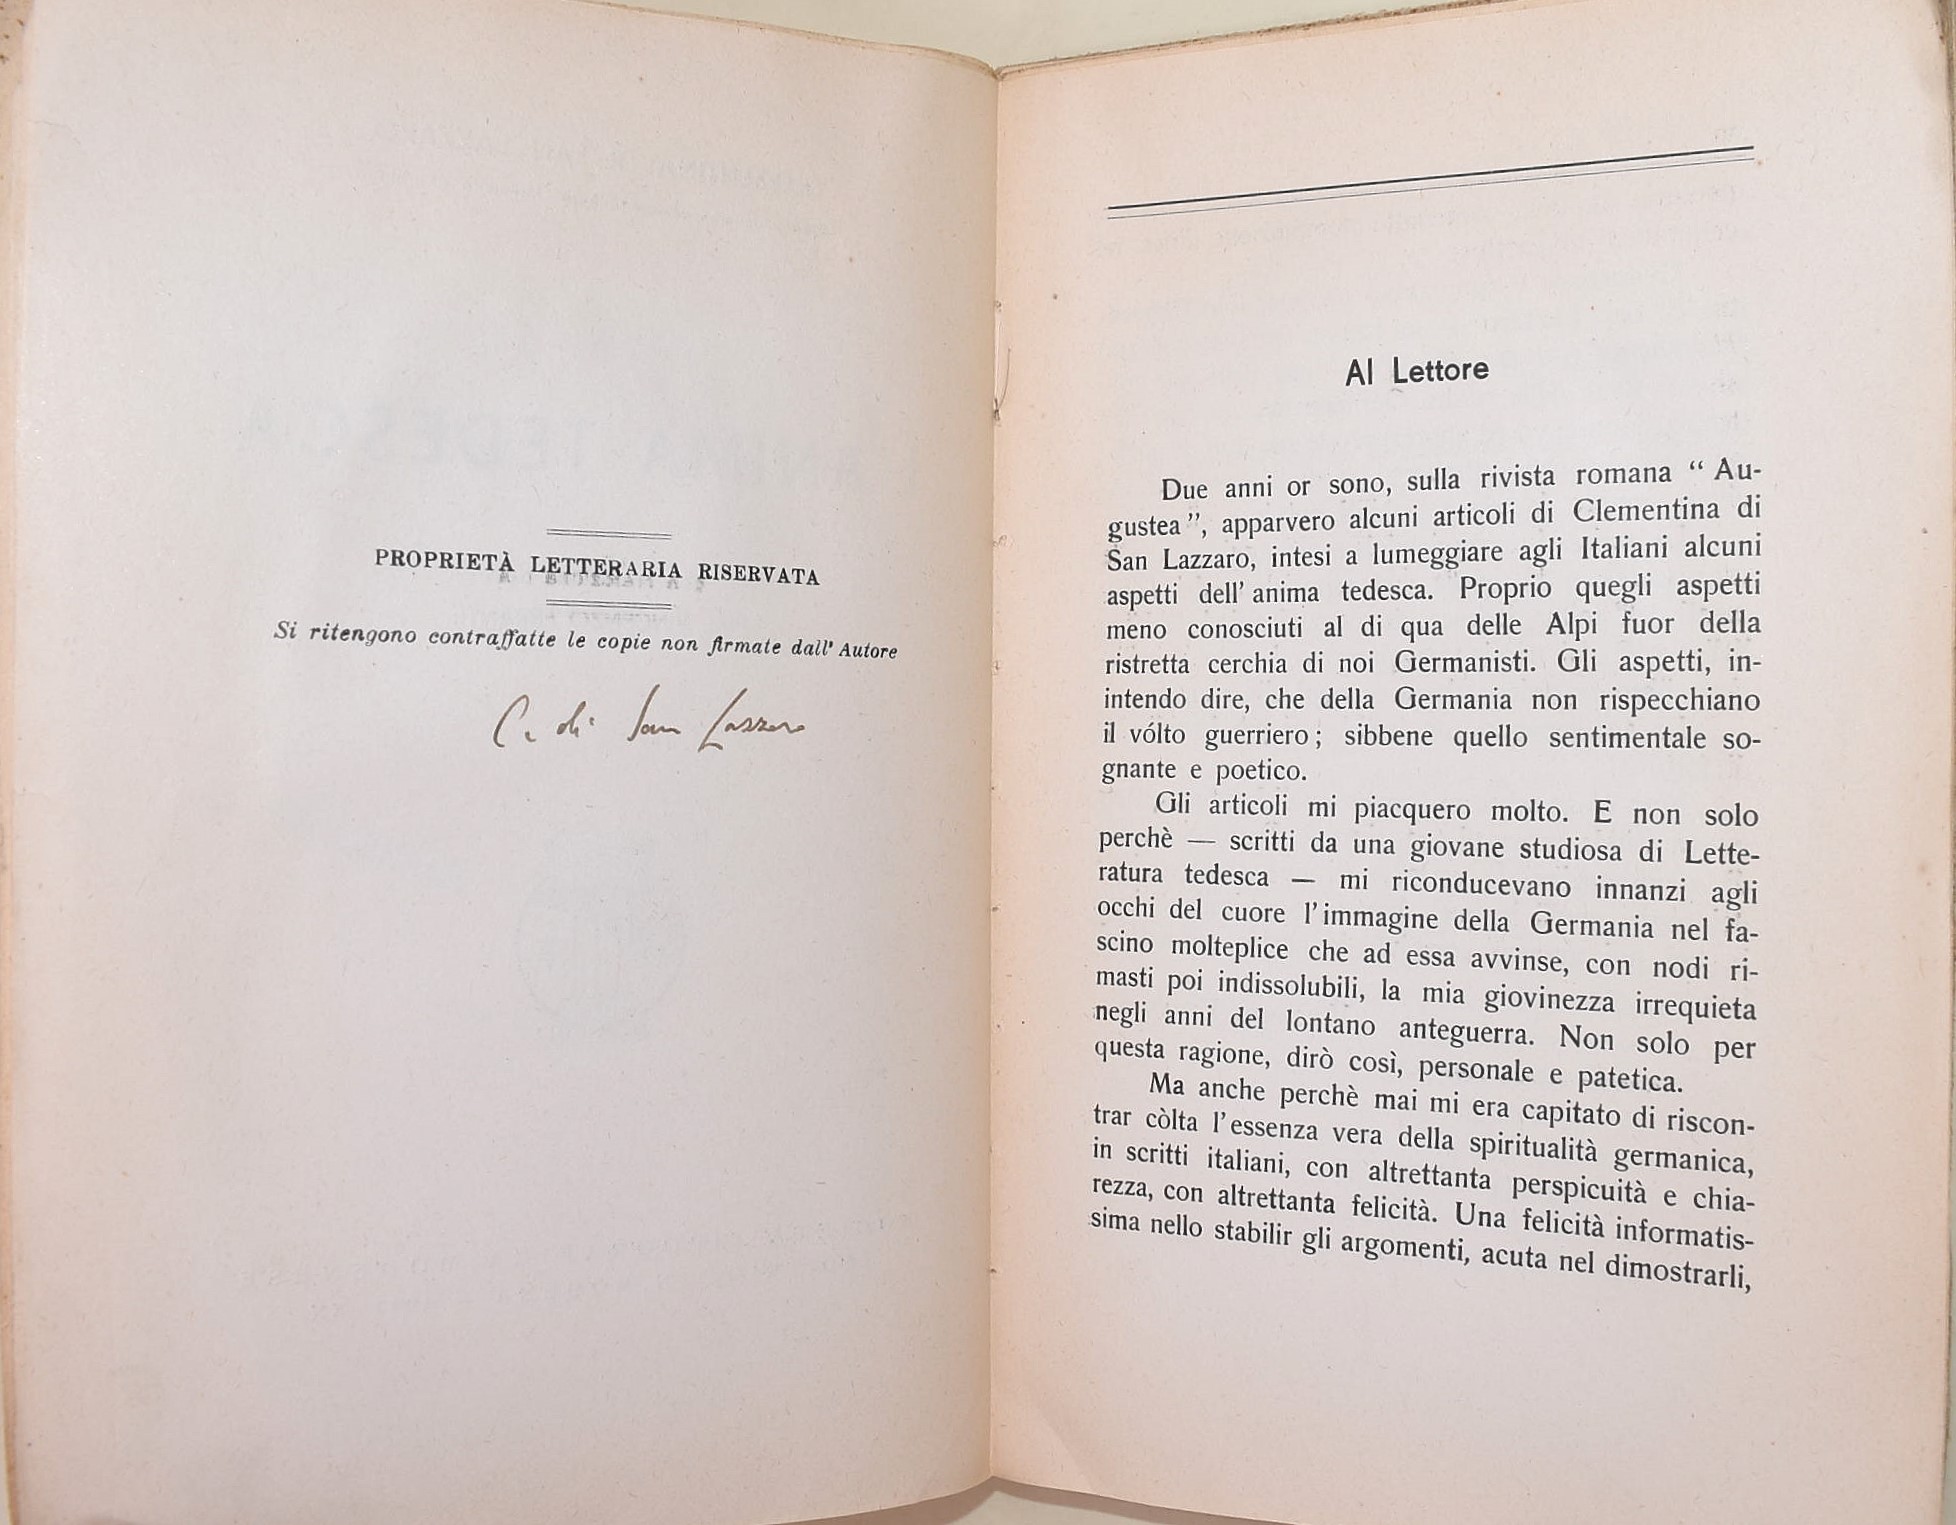 PROPRIETÀ LETTERARIA RISERVATA
Si ritengono contraffatte le copie non firmate dall' Autore
C. di San Lazzaro
Al Lettore
Due anni or sono, sulla rivista romana “ Au-
gustea ”, apparvero alcuni articoli di Clementina di
San Lazzaro, intesi a lumeggiare agli Italiani alcuni
aspetti dell' anima tedesca. Proprio quegli aspetti
meno conosciuti al di qua delle Alpi fuor della
ristretta cerchia di noi Germanisti. Gli aspetti, in-
intendo dire, che della Germania non rispecchiano
il vólto guerriero ; sibbene quello sentimentale so-
gnante e poetico.
Gli articoli mi piacquero molto. E non solo
perchè — scritti da una giovane studiosa di Lette-
ratura tedesca — mi riconducevano innanzi agli
occhi del cuore l' immagine della Germania nel fa-
scino molteplice che ad essa avvinse, con nodi ri-
masti poi indissolubili, la mia giovinezza irrequieta
negli anni del lontano anteguerra. Non solo per
questa ragione, dirò così, personale e patetica.
Ma anche perchè mai mi era capitato di riscon-
trar còlta l' essenza vera della spiritualità germanica,
in scritti italiani, con altrettanta perspicuità e chia-
rezza, con altrettanta felicità. Una felicità informatis-
sima nello stabilir gli argomenti, acuta nel dimostrarli,